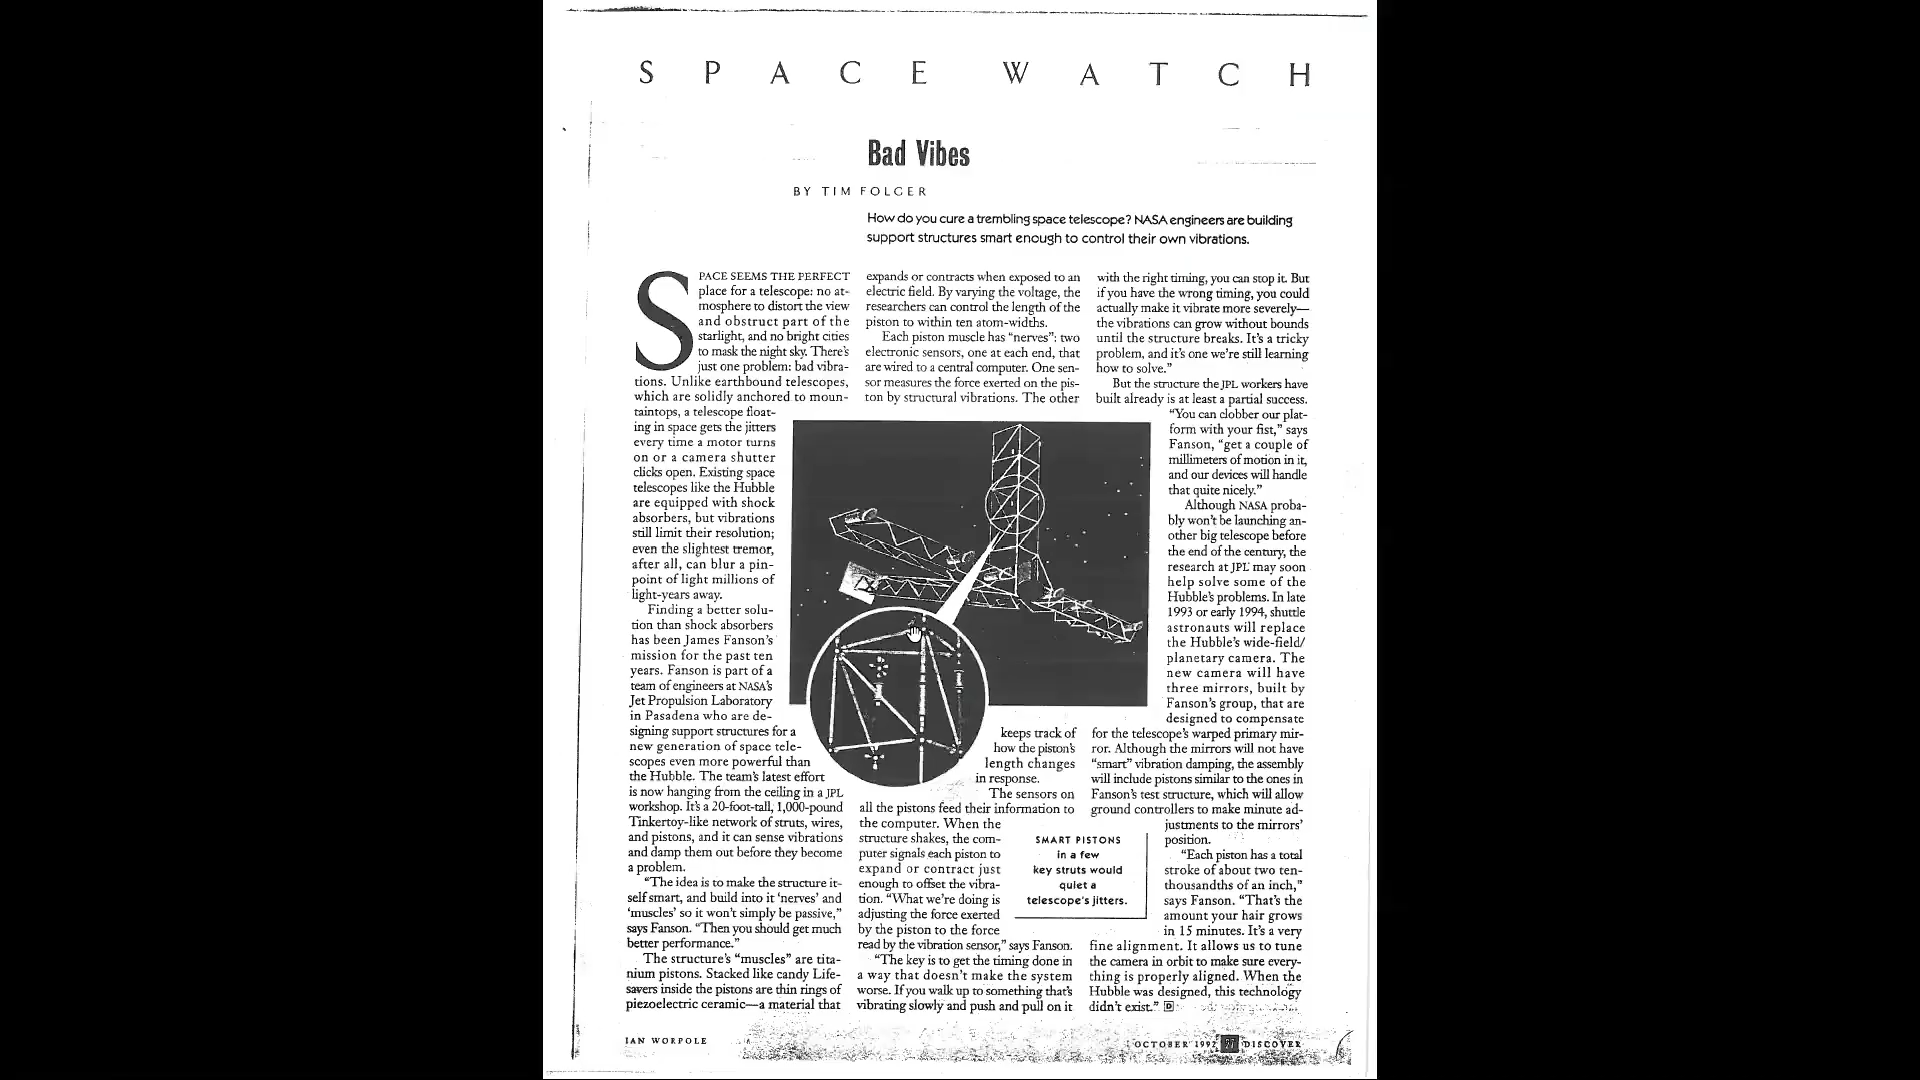 SPACE WATCH
Bad Vibes
BY TIM FOLGER
How do you cure a trembling space telescope? NASA engineers are building
support structures smart enough to control their own vibrations.
SPACE SEEMS THE PERFECT
place for a telescope: no at-
mosphere to distort the view
and obstruct part of the
starlight, and no bright cities
to mask the night sky. There's
just one problem: bad vibra-
tions. Unlike earthbound telescopes,
which are solidly anchored to moun-
taintops, a telescope float-
ing in space gets the jitters
every time a motor turns
on or a camera shutter
clicks open. Existing space
telescopes like the Hubble
are equipped with shock
absorbers, but vibrations
still limit their resolution;
even the slightest tremor,
after all, can blur a pin-
point of light millions of
light-years away.
Finding a better solu-
tion than shock absorbers
has been James Fanson's
mission for the past ten
years. Fanson is part of a
team of engineers at NASA's
Jet Propulsion Laboratory
in Pasadena who are de-
signing support structures for a
new generation of space tele-
scopes even more powerful than
the Hubble. The team's latest effort
is now hanging from the ceiling in a JPL
workshop. It's a 20-foot-tall, 1,000-pound
Tinkertoy-like network of struts, wires,
and pistons, and it can sense vibrations
and damp them out before they become
a problem.
"The idea is to make the structure it-
self smart, and build into it 'nerves' and
'muscles' so it won't simply be passive,"
says Fanson. "Then you should get much
better performance."
The structure's "muscles" are tita-
nium pistons. Stacked like candy Life-
savers inside the pistons are thin rings of
piezoelectric ceramic—a material that
expands or contracts when exposed to an
electric field. By varying the voltage, the
researchers can control the length of the
piston to within ten atom-widths.
Each piston muscle has "nerves": two
electronic sensors, one at each end, that
are wired to a central computer. One sen-
sor measures the force exerted on the pis-
ton by structural vibrations. The other
keeps track of
how the piston's
length changes
in response.
The sensors on
all the pistons feed their information to
the computer. When the
structure shakes, the com-
puter signals each piston to
expand or contract just
enough to offset the vibra-
tion. "What we're doing is
adjusting the force exerted
by the piston to the force
read by the vibration sensor," says Fanson.
"The key is to get the timing done in
a way that doesn't make the system
worse. If you walk up to something that's
vibrating slowly and push and pull on it
with the right timing, you can stop it. But
if you have the wrong timing, you could
actually make it vibrate more severely—
the vibrations can grow without bounds
until the structure breaks. It's a tricky
problem, and it's one we're still learning
how to solve."
But the structure the JPL workers have
built already is at least a partial success.
"You can clobber our plat-
form with your fist," says
Fanson, "get a couple of
millimeters of motion in it,
and our devices will handle
that quite nicely."
Although NASA proba-
bly won't be launching an-
other big telescope before
the end of the century, the
research at JPL may soon
help solve some of the
Hubble's problems. In late
1993 or early 1994, shuttle
astronauts will replace
the Hubble's wide-field/
planetary camera. The
new camera will have
three mirrors, built by
Fanson's group, that are
designed to compensate
for the telescope's warped primary mir-
ror. Although the mirrors will not have
"smart" vibration damping, the assembly
will include pistons similar to the ones in
Fanson's test structure, which will allow
ground controllers to make minute ad-
justments to the mirrors'
position.
"Each piston has a total
stroke of about two ten-
thousandths of an inch,"
says Fanson. "That's the
amount your hair grows
in 15 minutes. It's a very
fine alignment. It allows us to tune
the camera in orbit to make sure every-
thing is properly aligned. When the
Hubble was designed, this technology
didn't exist." D
SMART PISTONS
in a few
key struts would
quiet a
telescope's jitters.
IAN WORPOLE
OCTOBER 1992 27 DISCOVER